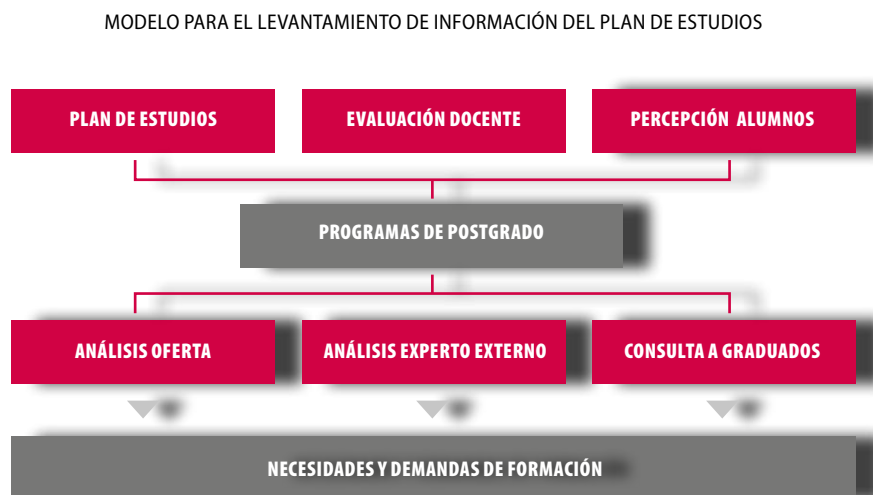 MODELO PARA EL LEVANTAMIENTO DE INFORMACIÓN DEL PLAN DE ESTUDIOS
PLAN DE ESTUDIOS
EVALUACIÓN DOCENTE
PERCEPCIÓN ALUMNOS
PROGRAMAS DE POSTGRADO
ANÁLISIS OFERTA
ANÁLISIS EXPERTO EXTERNO
CONSULTA A GRADUADOS
NECESIDADES Y DEMANDAS DE FORMACIÓN